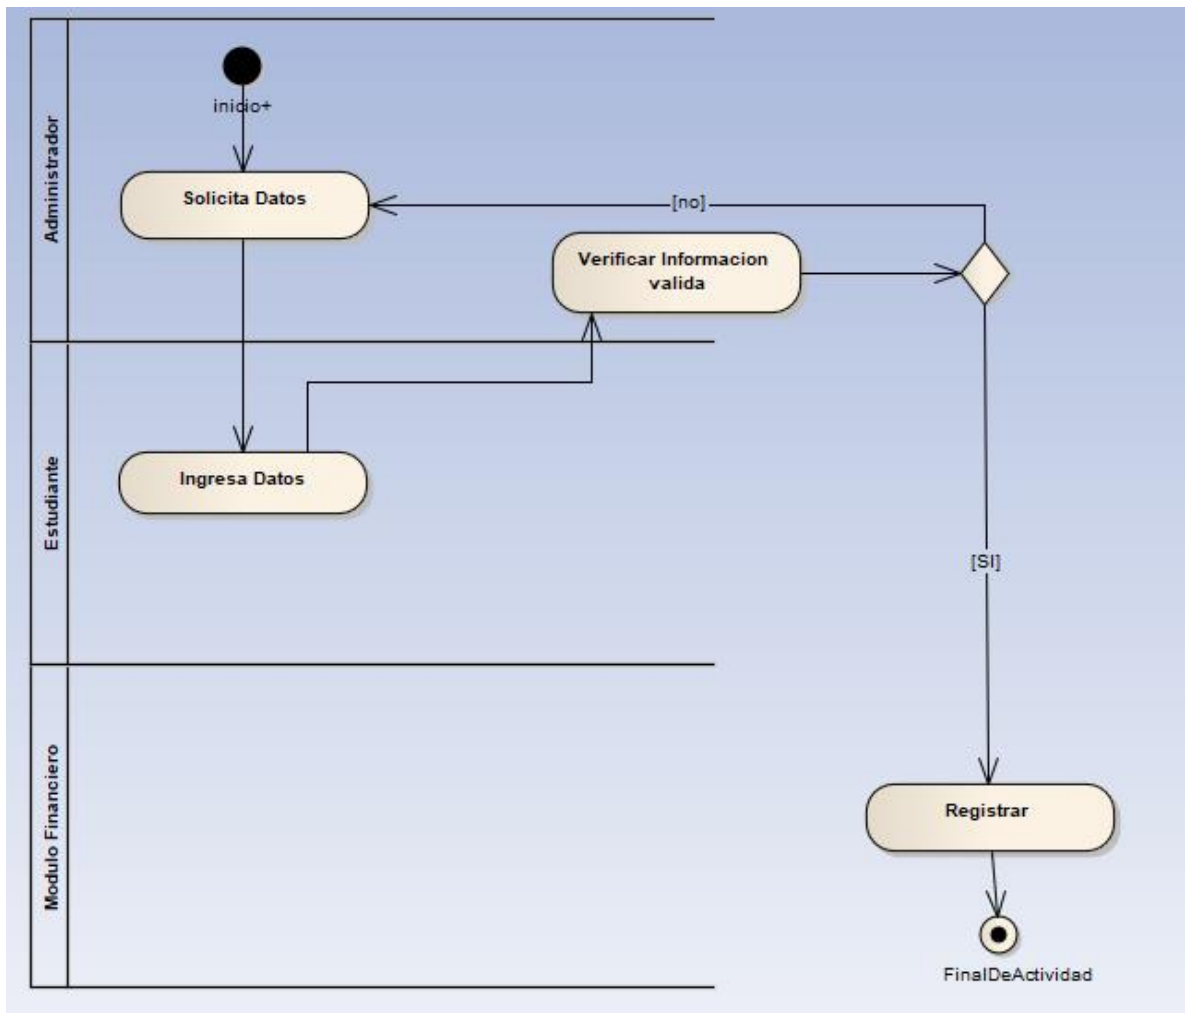 Administrador
inicio+
Solicita Datos
[no]
Verificar Informacion
valida
Estudiante
Ingresa Datos
[SI]
Modulo Financiero
Registrar
FinalDeActividad